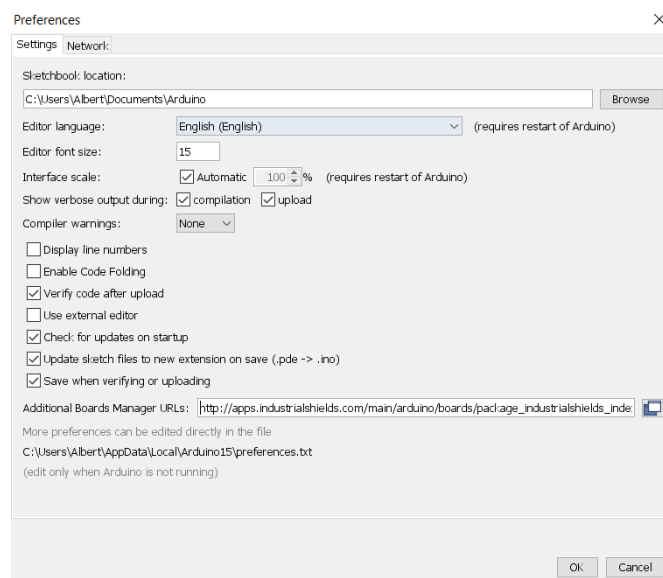 Preferences
Settings Network
Sketchbook location:
C:\Users\Albert\Documents\Arduino Browse
Editor language: English (English) (requires restart of Arduino)
Editor font size: 15
Interface scale: Automatic 100 % (requires restart of Arduino)
Show verbose output during: compilation upload
Compiler warnings: None
Display line numbers
Enable Code Folding
Verify code after upload
Use external editor
Check for updates on startup
Update sketch files to new extension on save (.pde -> .ino)
Save when verifying or uploading
Additional Boards Manager URLs: http://apps.industrialshields.com/main/arduino/boards/package_industrialshields_inde
More preferences can be edited directly in the file
C:\Users\Albert\AppData\Local\Arduino15\preferences.txt
(edit only when Arduino is not running)
OK Cancel